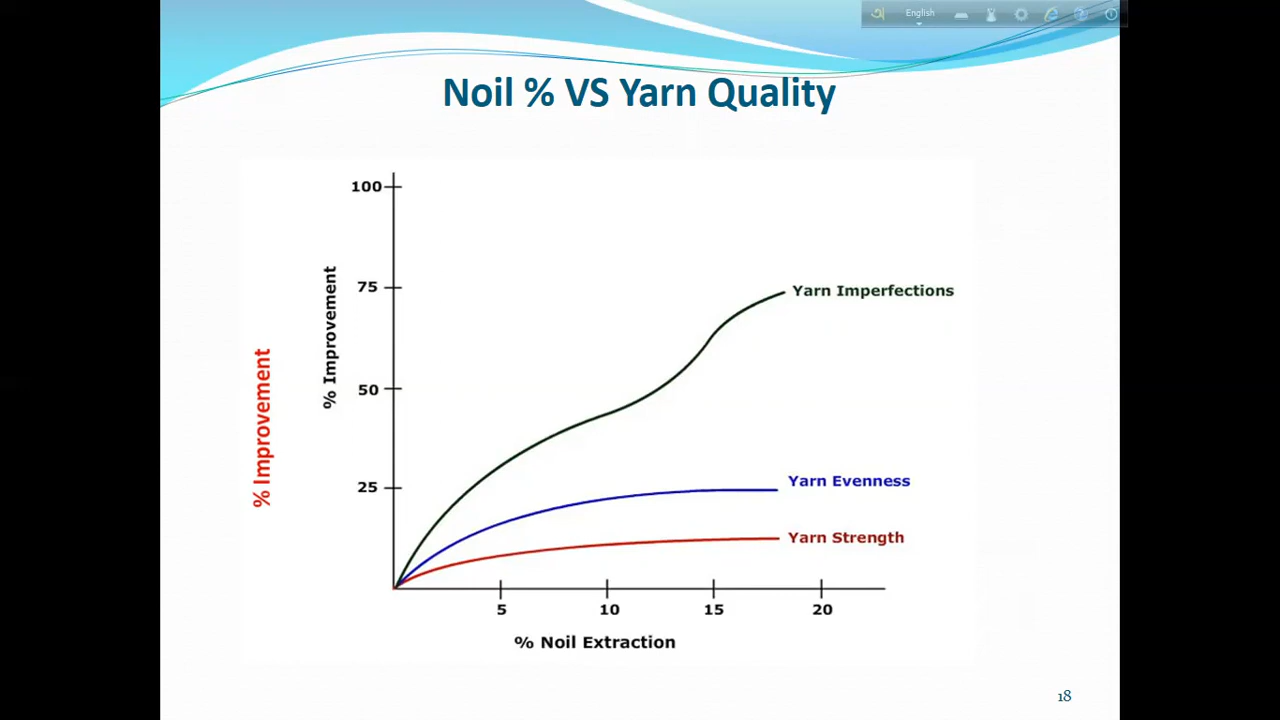 অ English
Noil % VS Yarn Quality
100
75
50
25
% Improvement
% Improvement
Yarn Imperfections
Yarn Evenness
Yarn Strength
5 10 15 20
% Noil Extraction
18